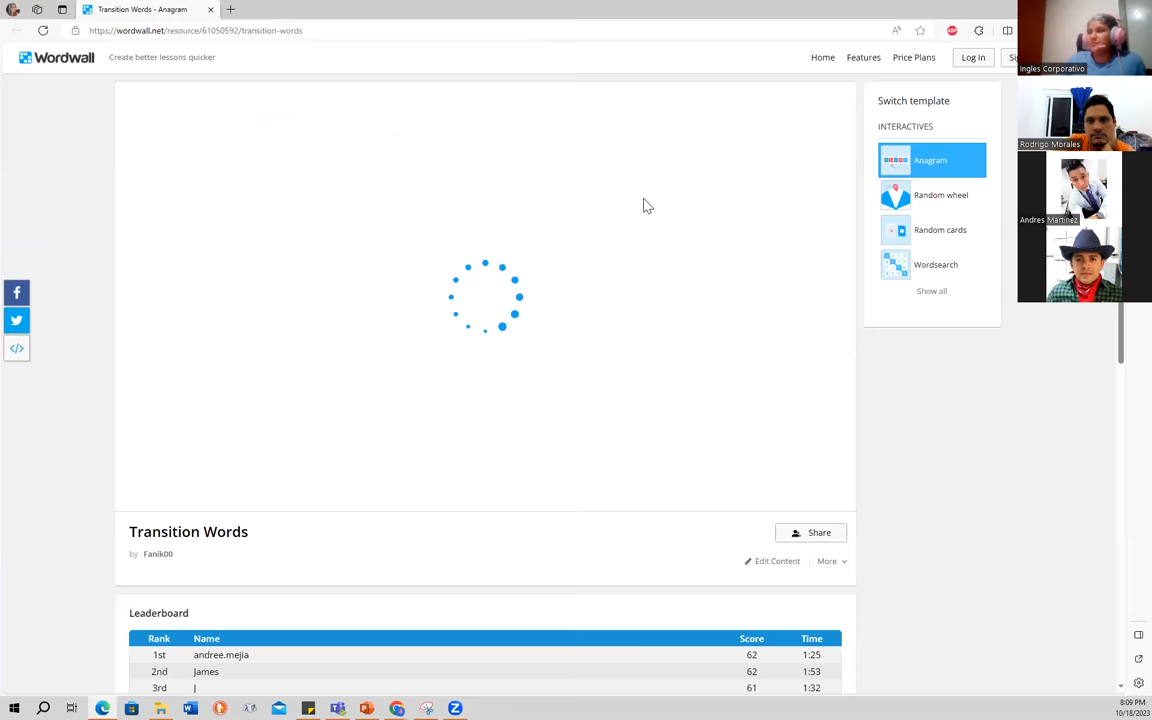 Transition Words - Anagram
https://wordwall.net/resource/61050592/transition-words
Wordwall
Create better lessons quicker
Home
Features
Price Plans
Log In
Ingles Corporativo
Rodrigo Morales
Andres Martinez
Switch template
INTERACTIVES
Anagram
Random wheel
Random cards
Wordsearch
Show all
Transition Words
Share
by Fanik00
Edit Content
More
Leaderboard
Rank Name Score Time
1st andree.mejia 62 1:25
2nd James 62 1:53
3rd J 61 1:32
8:09 PM
10/18/2023